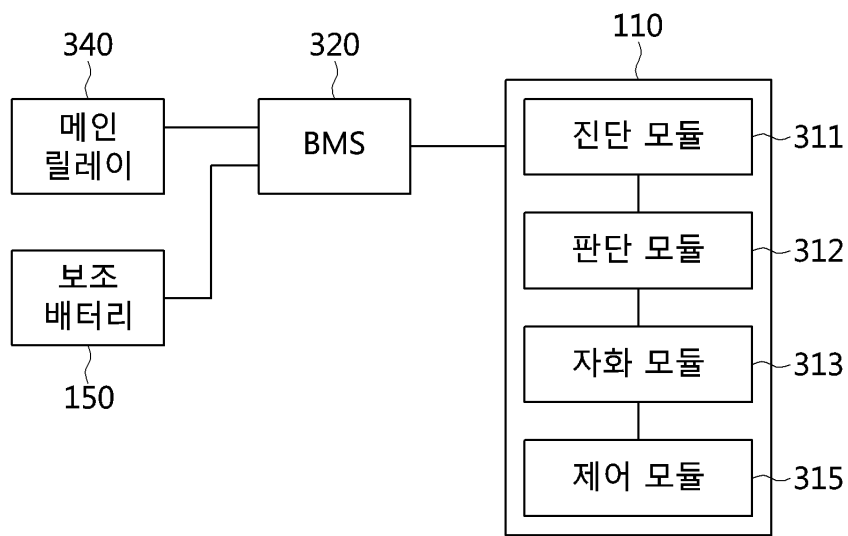 340
320
110
메인
릴레이
BMS
진단 모듈
311
판단 모듈
312
보조
배터리
150
자화 모듈
313
제어 모듈
315